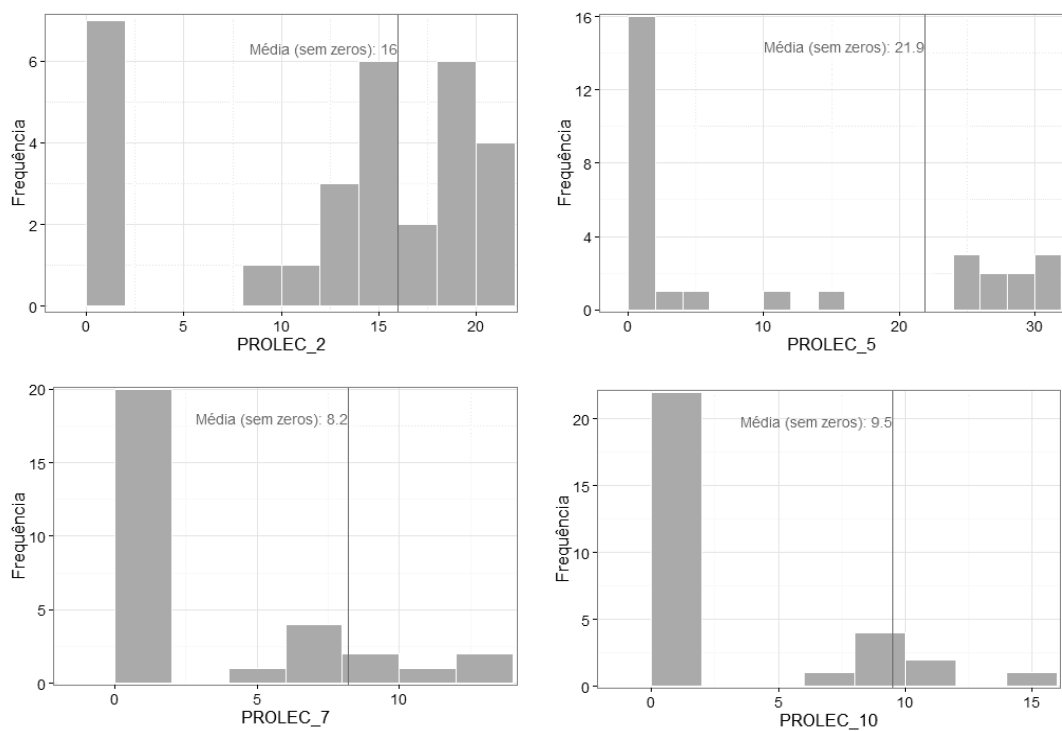 Média (sem zeros): 16
Frequência
6
4
2
0
0
5
10
15
20
PROLEC_2
Média (sem zeros): 21.9
Frequência
16
12
8
4
0
0
10
20
30
PROLEC_5
Média (sem zeros): 8.2
Frequência
20
15
10
5
0
0
5
10
PROLEC_7
Média (sem zeros): 9.5
Frequência
20
15
10
5
0
0
5
10
15
PROLEC_10